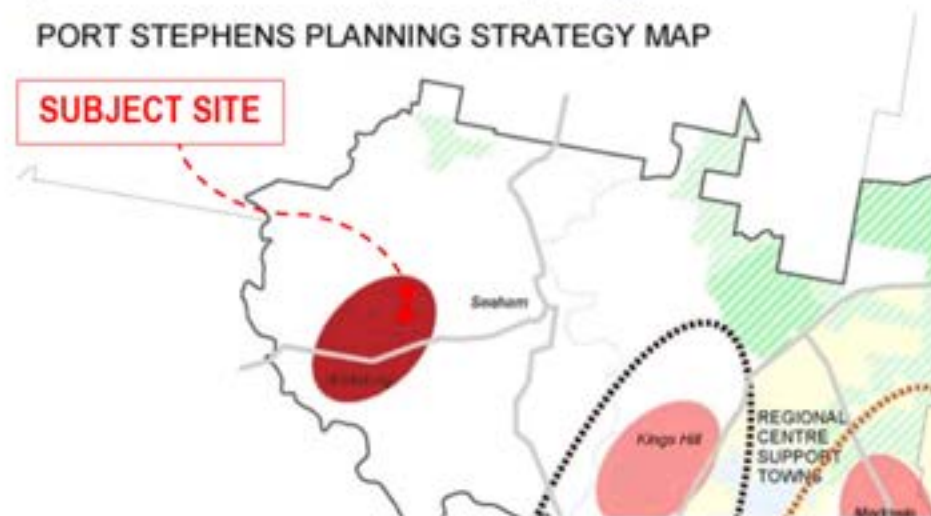 PORT STEPHENS PLANNING STRATEGY MAP
SUBJECT SITE
Seaham
Kings Hill
REGIONAL
CENTRE
SUPPORT
TOWNS